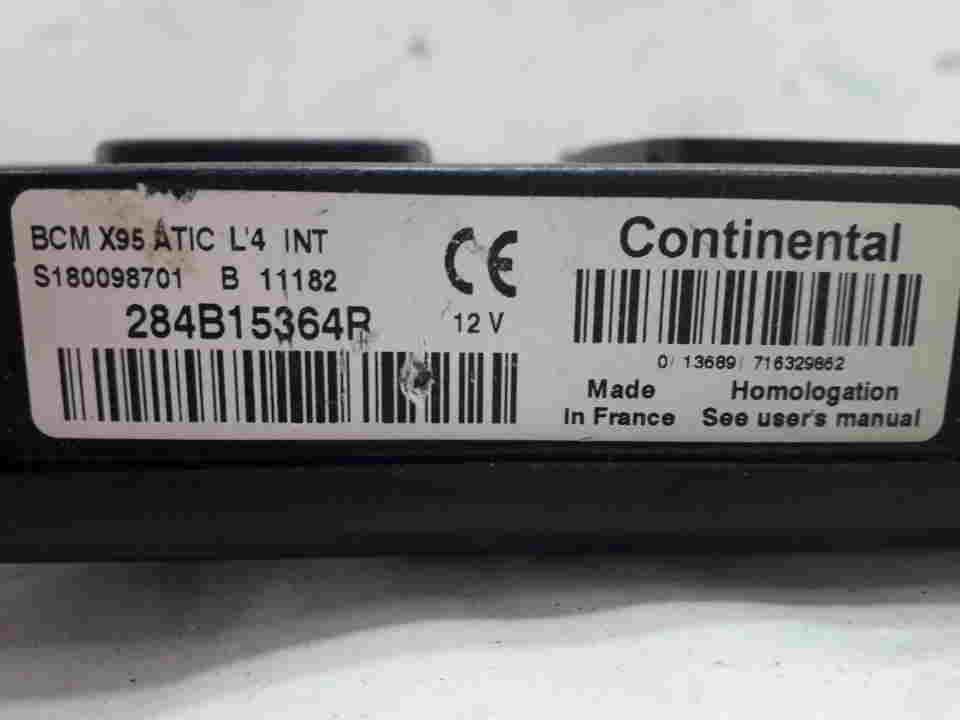 BCM X95 ATIC L'4 INT
S180098701 B 11182
284B15364R
CE
12 V
Continental
0/ 13689/ 716329862
Made
In France
Homologation
See user's manual